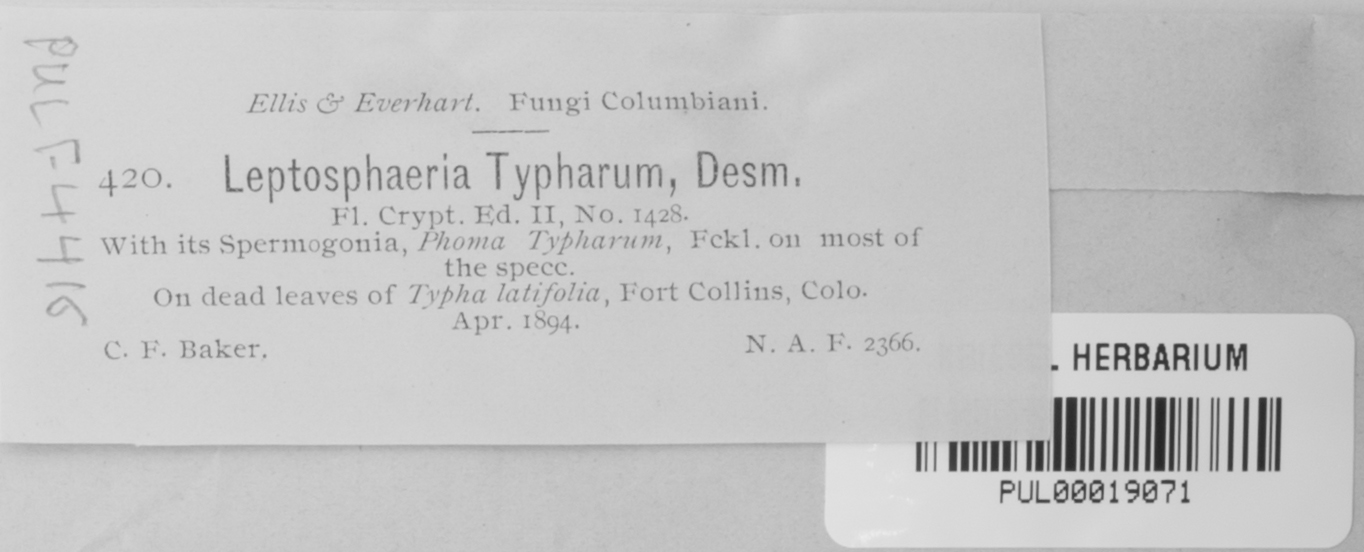 PUL F4416
Ellis & Everhart. Fungi Columbiani.
420. Leptosphaeria Typharum, Desm.
Fl. Crypt. Ed. II, No. 1428.
With its Spermogonia, Phoma Typharum, Fckl. on most of
the specc.
On dead leaves of Typha latifolia, Fort Collins, Colo.
Apr. 1894.
C. F. Baker. N. A. F. 2366.
. HERBARIUM
PUL00019071